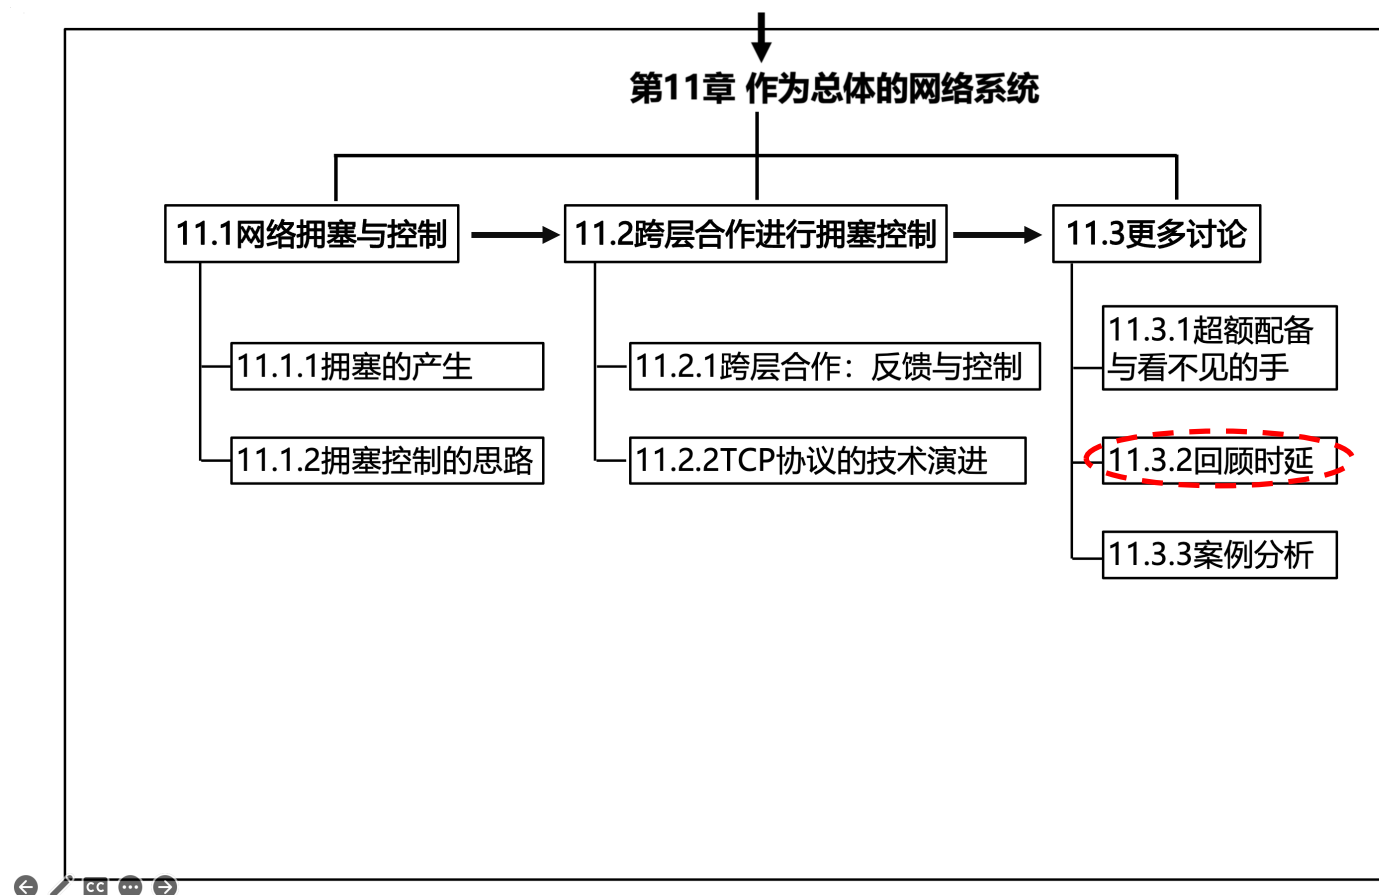 第11章 作为总体的网络系统
11.1网络拥塞与控制
11.2跨层合作进行拥塞控制
11.3更多讨论
11.1.1拥塞的产生
11.1.2拥塞控制的思路
11.2.1跨层合作：反馈与控制
11.2.2TCP协议的技术演进
11.3.1超额配备
与看不见的手
11.3.2回顾时延
11.3.3案例分析
CC